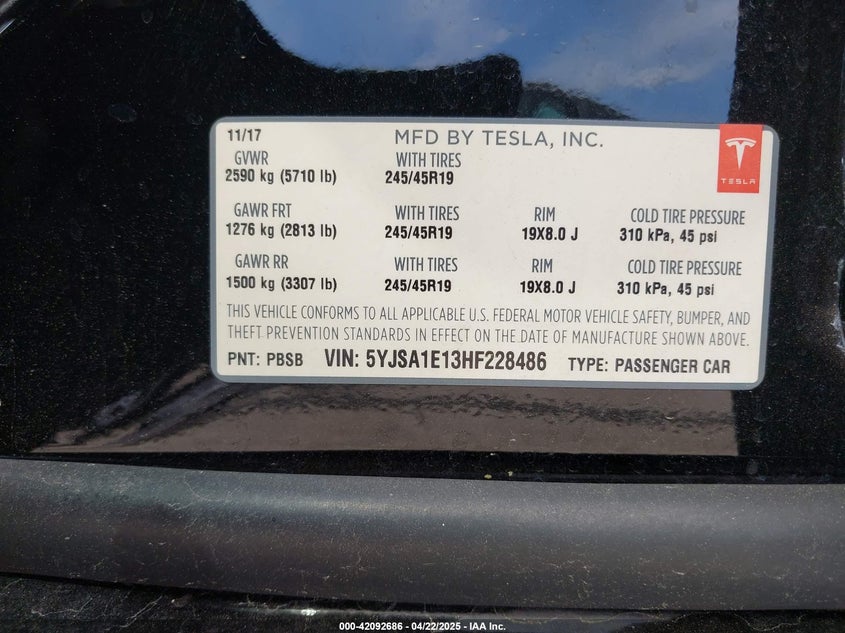 11/17 MFD BY TESLA, INC.
GVWR WITH TIRES
2590 kg (5710 lb) 245/45R19
TESLA
GAWR FRT WITH TIRES RIM COLD TIRE PRESSURE
1276 kg (2813 lb) 245/45R19 19X8.0 J 310 kPa, 45 psi
GAWR RR WITH TIRES RIM COLD TIRE PRESSURE
1500 kg (3307 lb) 245/45R19 19X8.0 J 310 kPa, 45 psi
THIS VEHICLE CONFORMS TO ALL APPLICABLE U.S. FEDERAL MOTOR VEHICLE SAFETY, BUMPER, AND
THEFT PREVENTION STANDARDS IN EFFECT ON THE DATE OF MANUFACTURE SHOWN ABOVE.
PNT: PBSB VIN: 5YJSA1E13HF228486 TYPE: PASSENGER CAR
000-42092686 - 04/22/2025 - IAA Inc.